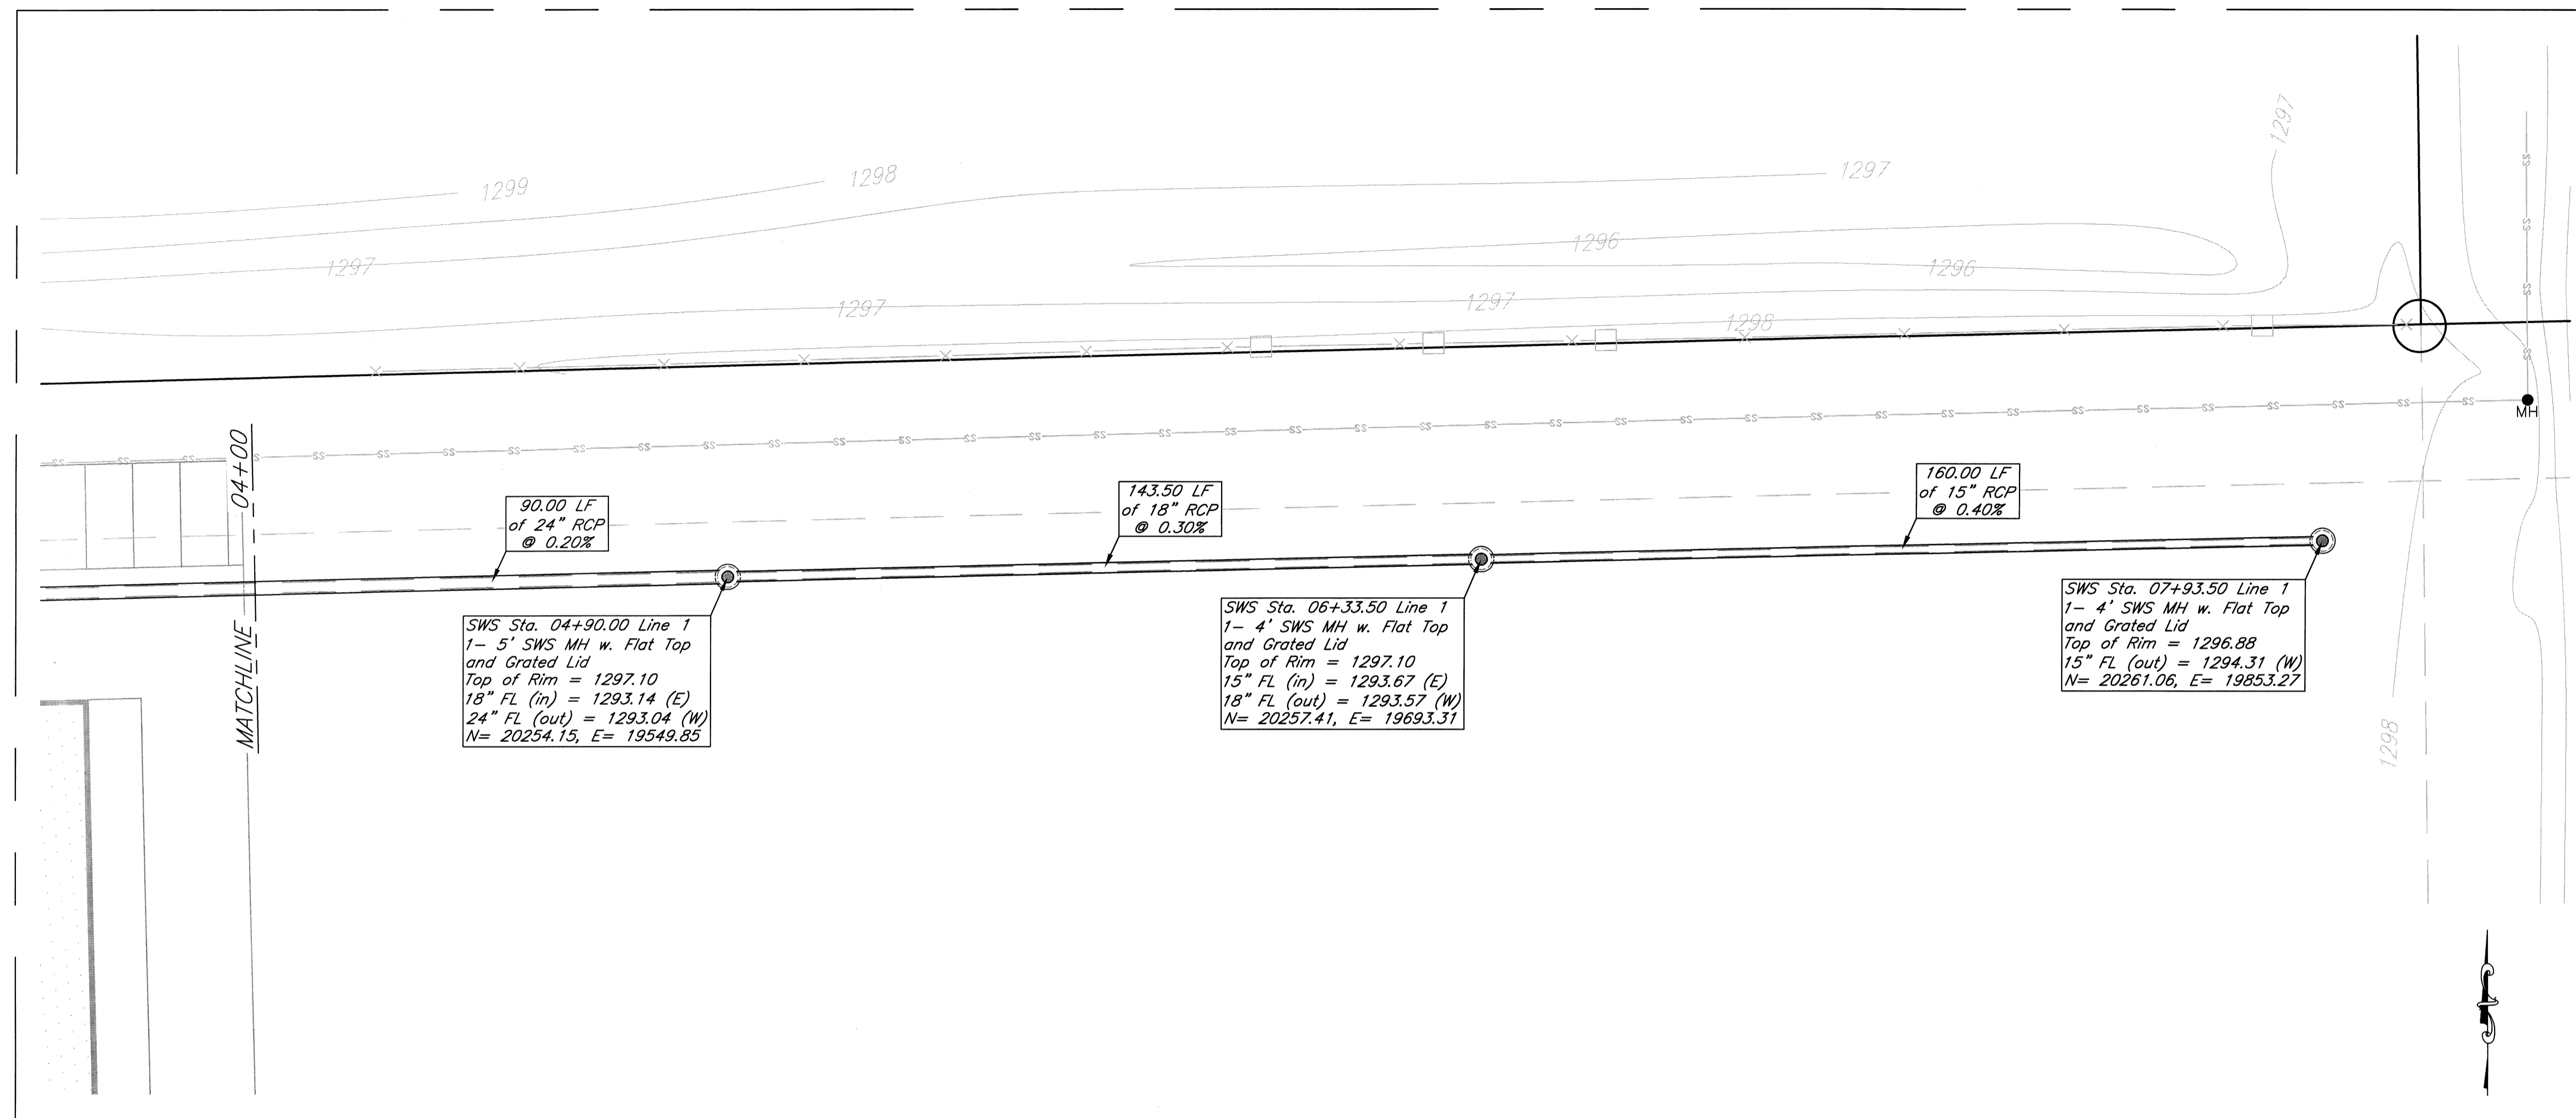 1297
1299
1298
1297
1296
1297
1296
1297
1297
1298
MH
MATCHLINE 04+00
90.00 LF
of 24" RCP
@ 0.20%
143.50 LF
of 18" RCP
@ 0.30%
160.00 LF
of 15" RCP
@ 0.40%
SWS Sta. 04+90.00 Line 1
1- 5' SWS MH w. Flat Top
and Grated Lid
Top of Rim = 1297.10
18" FL (in) = 1293.14 (E)
24" FL (out) = 1293.04 (W)
N= 20254.15, E= 19549.85
SWS Sta. 06+33.50 Line 1
1- 4' SWS MH w. Flat Top
and Grated Lid
Top of Rim = 1297.10
15" FL (in) = 1293.67 (E)
18" FL (out) = 1293.57 (W)
N= 20257.41, E= 19693.31
SWS Sta. 07+93.50 Line 1
1- 4' SWS MH w. Flat Top
and Grated Lid
Top of Rim = 1296.88
15" FL (out) = 1294.31 (W)
N= 20261.06, E= 19853.27
1298